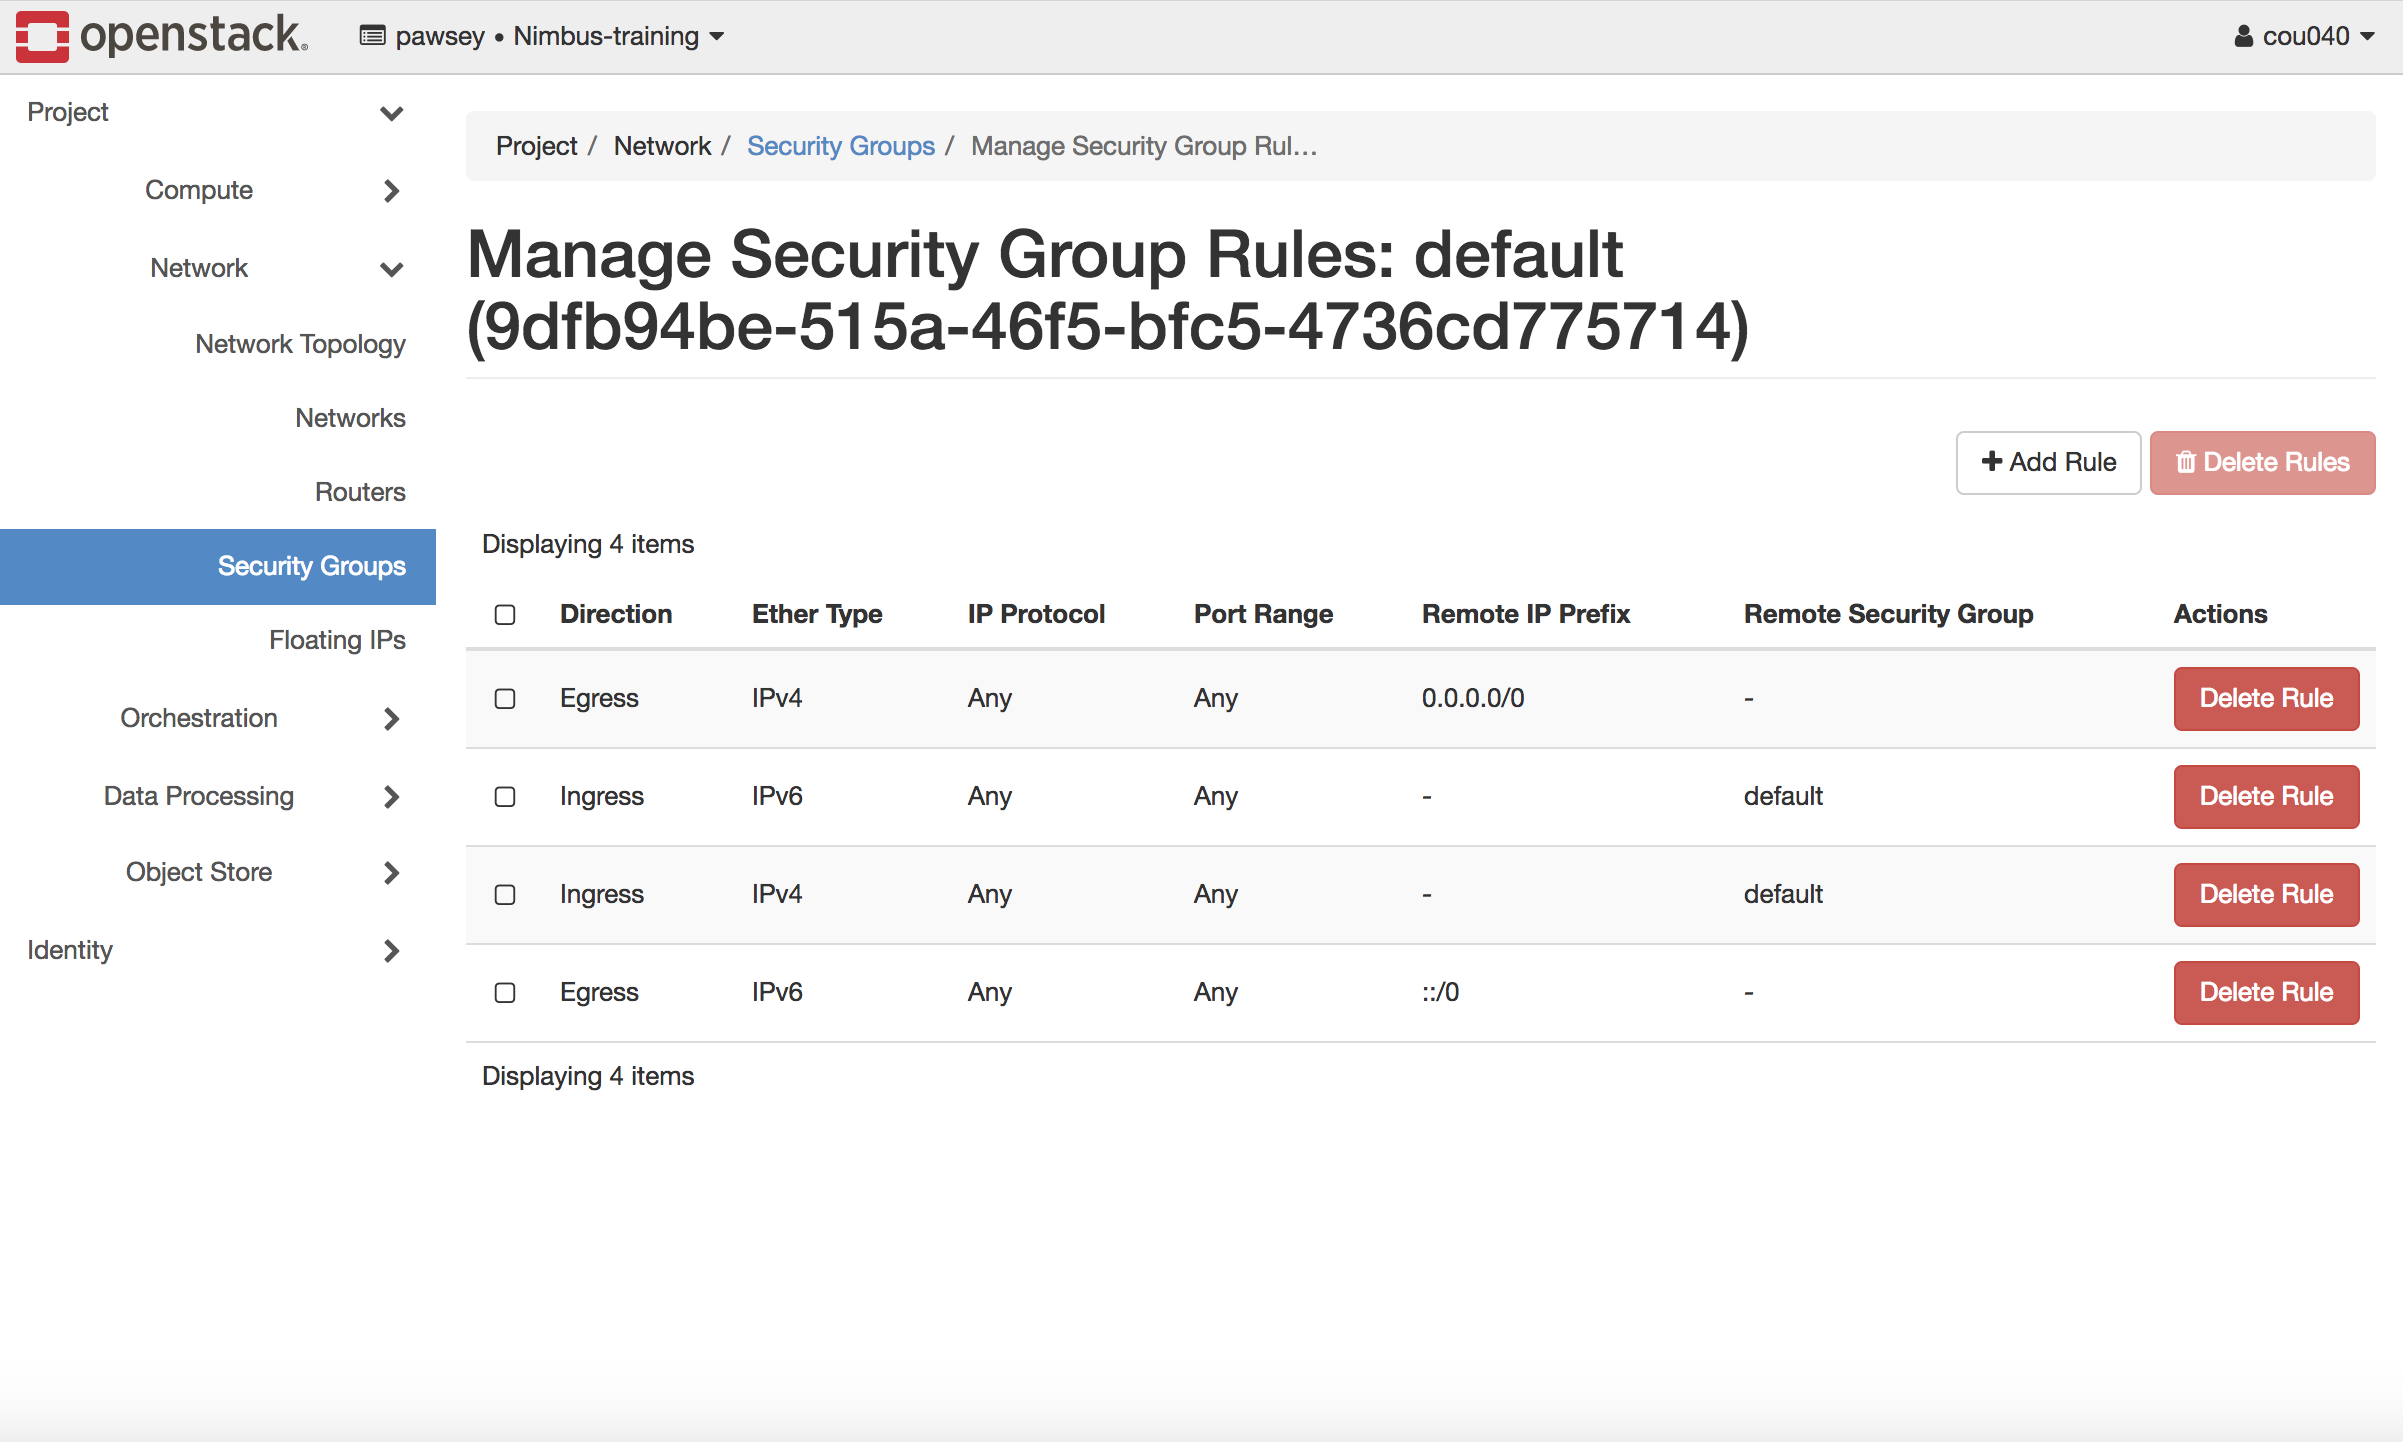 openstack.
pawsey • Nimbus-training
cou040
Project
Compute
Network
Network Topology
Networks
Routers
Security Groups
Floating IPs
Orchestration
Data Processing
Object Store
Identity
Project / Network / Security Groups / Manage Security Group Rul...
Manage Security Group Rules: default
(9dfb94be-515a-46f5-bfc5-4736cd775714)
Add Rule Delete Rules
Displaying 4 items
Direction Ether Type IP Protocol Port Range Remote IP Prefix Remote Security Group Actions
Egress IPv4 Any Any 0.0.0.0/0 - Delete Rule
Ingress IPv6 Any Any - default Delete Rule
Ingress IPv4 Any Any - default Delete Rule
Egress IPv6 Any Any ::/0 - Delete Rule
Displaying 4 items